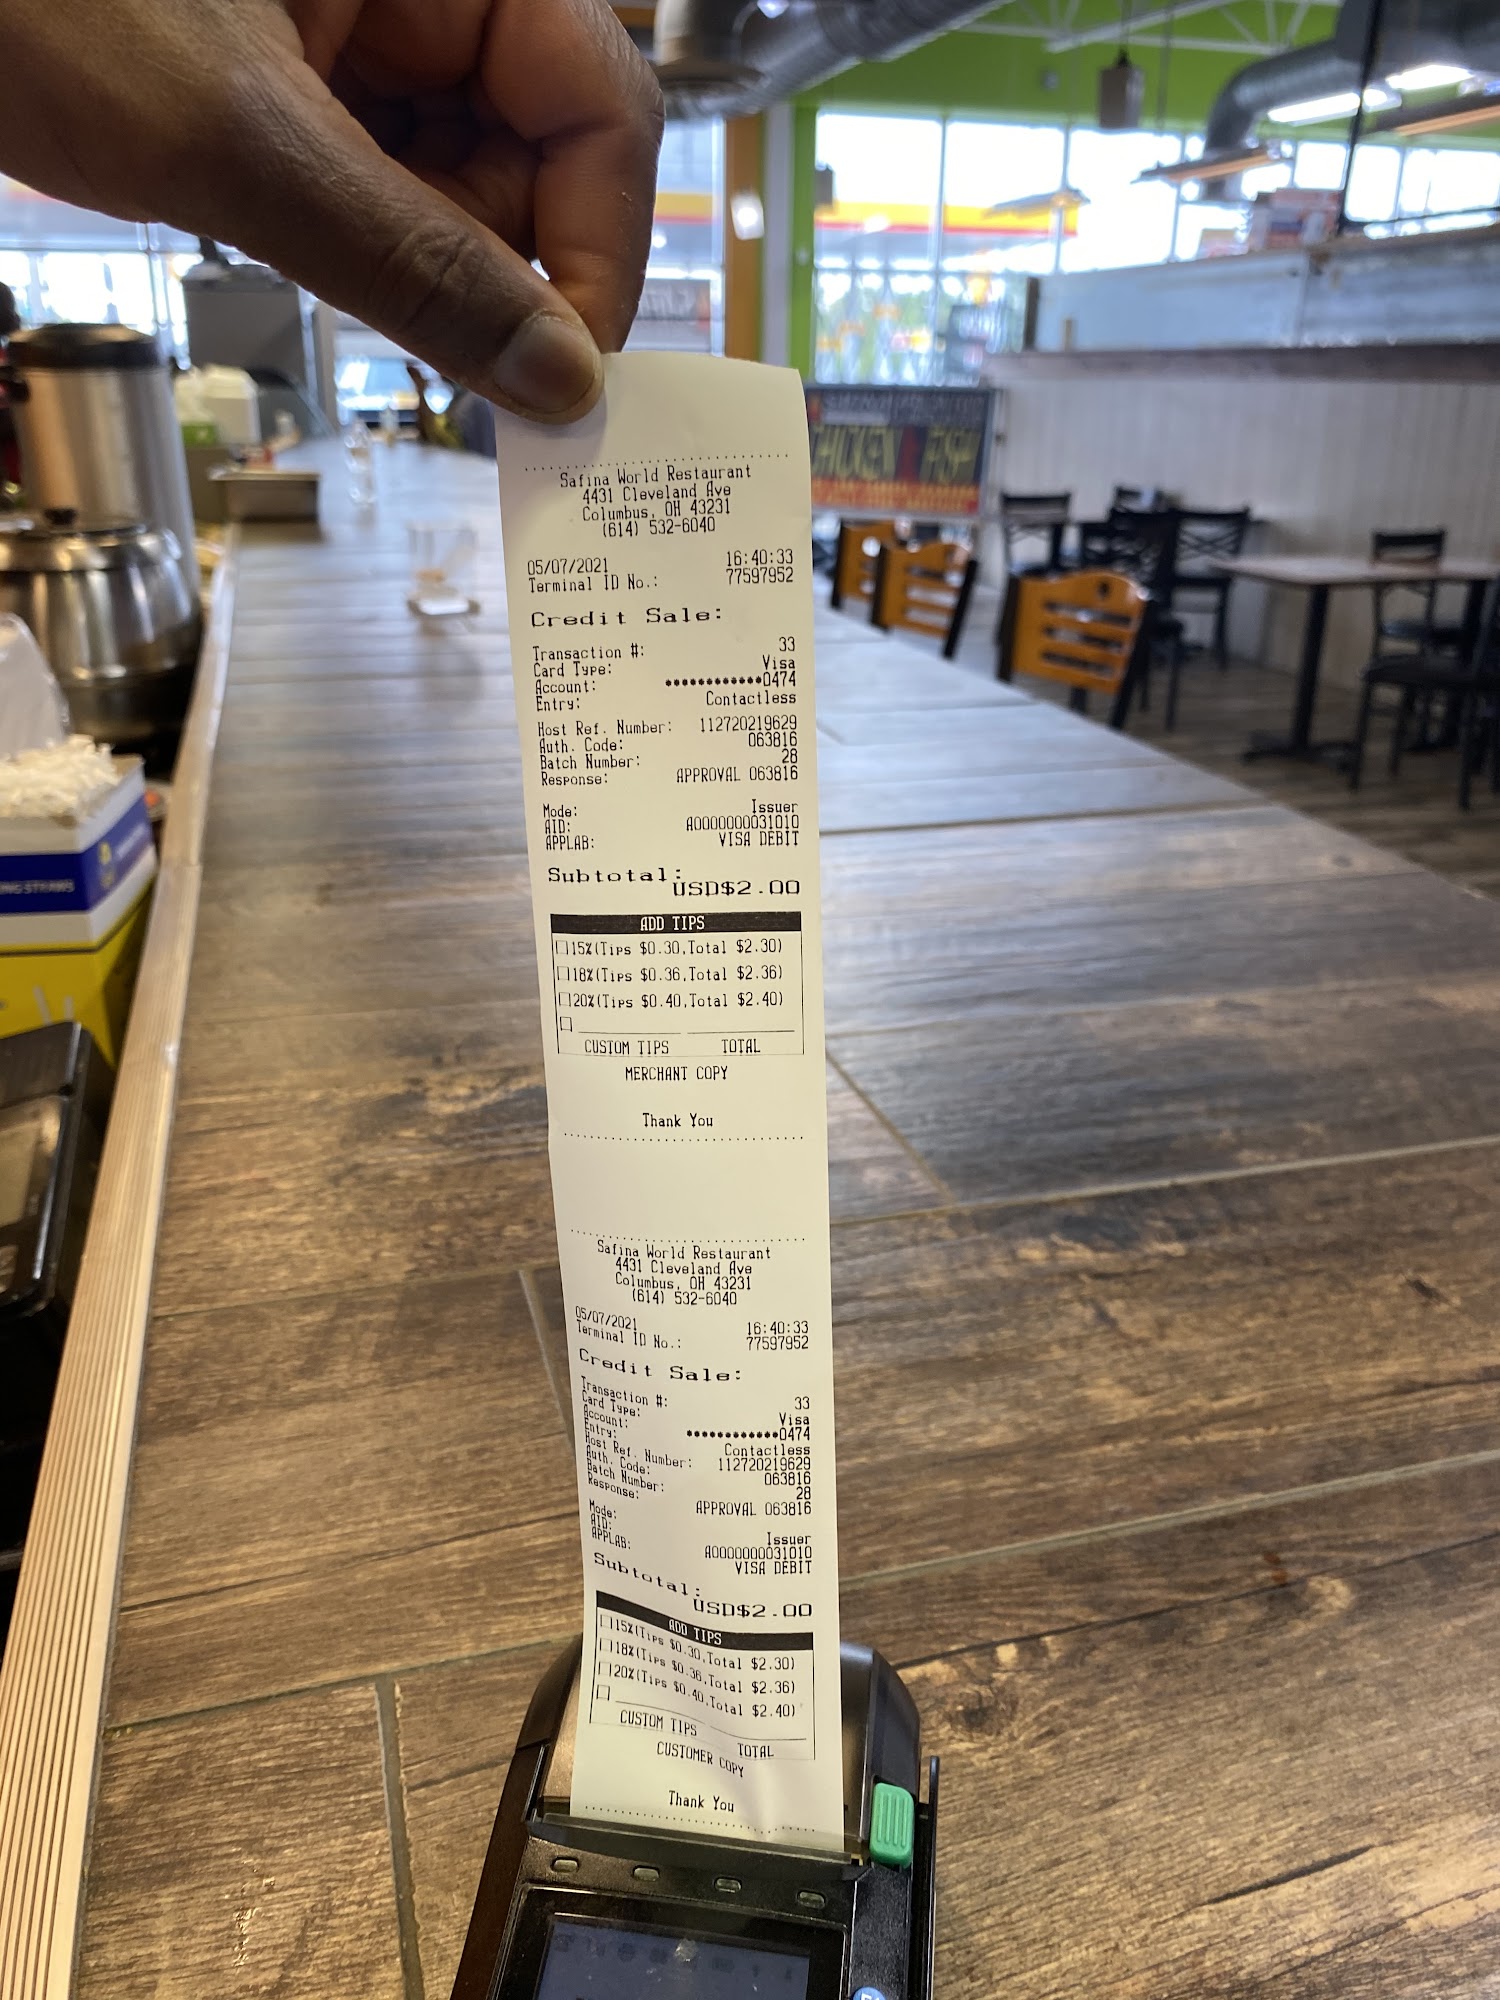 Safina World Restaurant
4431 Cleveland Ave
Columbus, OH 43231
(614) 532-6040
05/07/2021 16:40:33
Terminal ID No.: 77597952
Credit Sale:
Transaction #: 33
Card Type: Visa
Account: ************0474
Entry: Contactless
Host Ref. Number: 112720219629
Auth. Code: 063816
Batch Number: 28
Response: APPROVAL 063816
Mode: Issuer
AID: A0000000031010
APPLAB: VISA DEBIT
Subtotal:
USD$2.00
ADD TIPS
15%(Tips $0.30,Total $2.30)
18%(Tips $0.36,Total $2.36)
20%(Tips $0.40,Total $2.40)
CUSTOM TIPS TOTAL
MERCHANT COPY
Thank You
Safina World Restaurant
4431 Cleveland Ave
Columbus, OH 43231
(614) 532-6040
05/07/2021 16:40:33
Terminal ID No.: 77597952
Credit Sale:
Transaction #: 33
Card Type: Visa
Account: ************0474
Entry: Contactless
Host Ref. Number: 112720219629
Auth. Code: 063816
Batch Number: 28
Response: APPROVAL 063816
Mode: Issuer
AID: A0000000031010
APPLAB: VISA DEBIT
Subtotal:
USD$2.00
ADD TIPS
15%(Tips $0.30,Total $2.30)
18%(Tips $0.36,Total $2.36)
20%(Tips $0.40,Total $2.40)
CUSTOM TIPS TOTAL
CUSTOMER COPY
Thank You
CHICKEN FISH